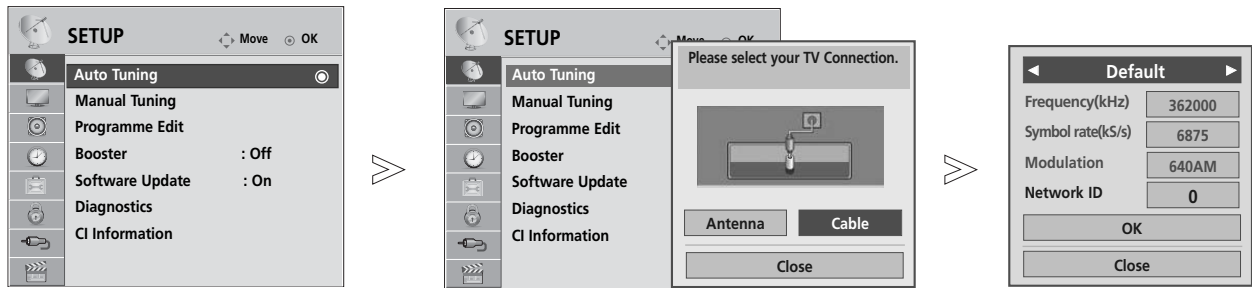 SETUP
Move OK
Auto Tuning
Manual Tuning
Programme Edit
Booster : Off
Software Update : On
Diagnostics
CI Information
SETUP
Move OK
Auto Tuning
Manual Tuning
Programme Edit
Booster
Software Update
Diagnostics
CI Information
Please select your TV Connection.
Antenna Cable
Close
Default
Frequency(kHz) 362000
Symbol rate(kS/s) 6875
Modulation 640AM
Network ID 0
OK
Close